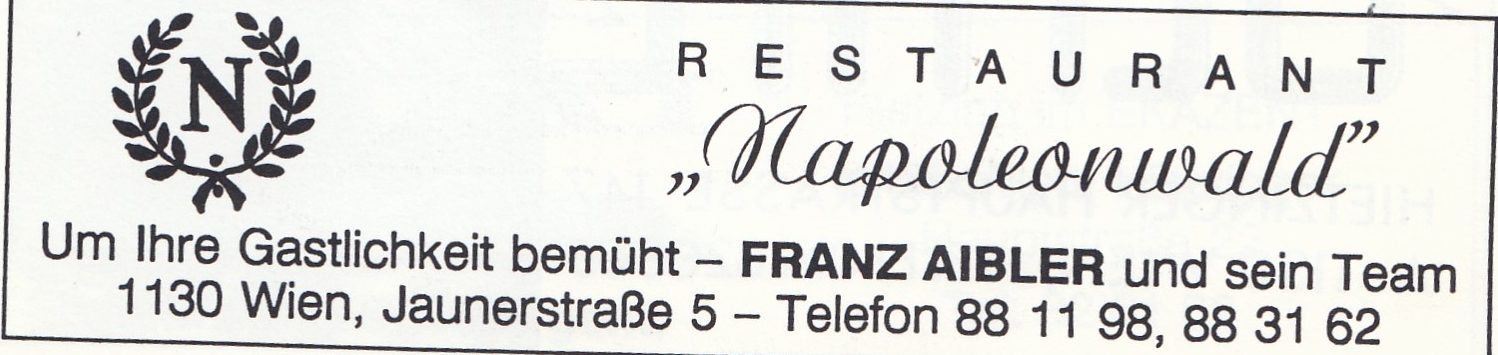 N
RESTAURANT
„Napoleonwald”
Um Ihre Gastlichkeit bemüht – FRANZ AIBLER und sein Team
1130 Wien, Jaunerstraße 5 – Telefon 88 11 98, 88 31 62